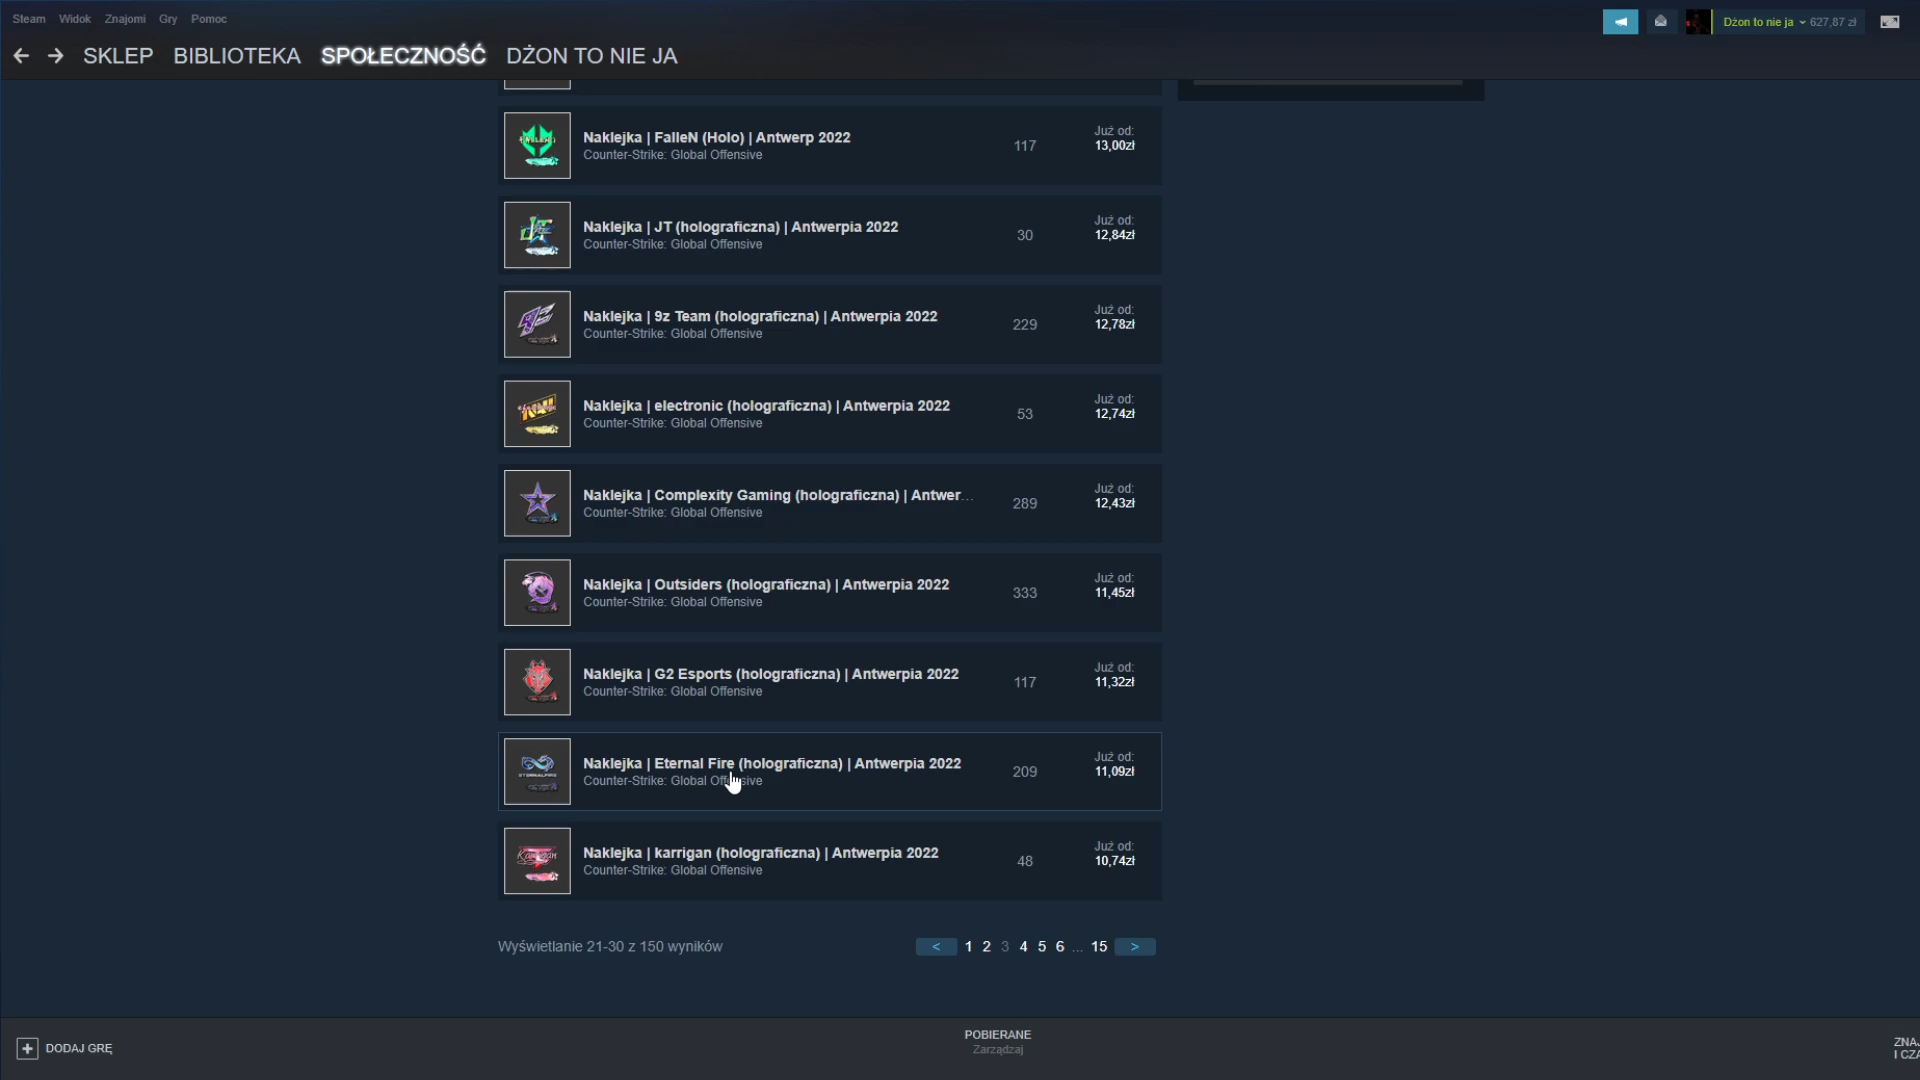 Steam Widok Znajomi Gry Pomoc
Dżon to nie ja 627,87 zł
SKLEP BIBLIOTEKA SPOŁECZNOŚĆ DŻON TO NIE JA
Naklejka | FalleN (Holo) | Antwerp 2022
Counter-Strike: Global Offensive
117
Już od:
13,00zł
Naklejka | JT (holograficzna) | Antwerpia 2022
Counter-Strike: Global Offensive
30
Już od:
12,84zł
Naklejka | 9z Team (holograficzna) | Antwerpia 2022
Counter-Strike: Global Offensive
229
Już od:
12,78zł
Naklejka | electronic (holograficzna) | Antwerpia 2022
Counter-Strike: Global Offensive
53
Już od:
12,74zł
Naklejka | Complexity Gaming (holograficzna) | Antwer...
Counter-Strike: Global Offensive
289
Już od:
12,43zł
Naklejka | Outsiders (holograficzna) | Antwerpia 2022
Counter-Strike: Global Offensive
333
Już od:
11,45zł
Naklejka | G2 Esports (holograficzna) | Antwerpia 2022
Counter-Strike: Global Offensive
117
Już od:
11,32zł
Naklejka | Eternal Fire (holograficzna) | Antwerpia 2022
Counter-Strike: Global Offensive
209
Już od:
11,09zł
Naklejka | karrigan (holograficzna) | Antwerpia 2022
Counter-Strike: Global Offensive
48
Już od:
10,74zł
Wyświetlanie 21-30 z 150 wyników
< 1 2 3 4 5 6 ... 15 >
+ DODAJ GRĘ
POBIERANE
Zarządzaj
ZNAJ
I CZA